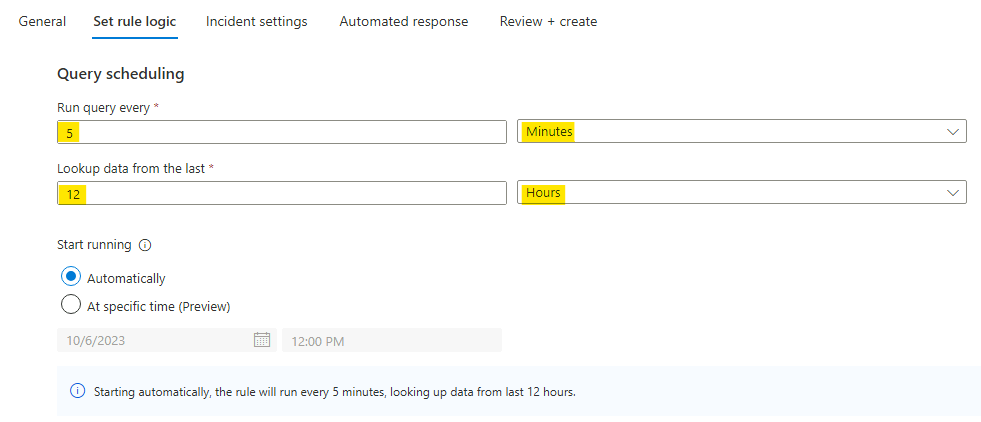 General Set rule logic Incident settings Automated response Review + create
Query scheduling
Run query every *
5 Minutes
Lookup data from the last *
12 Hours
Start running
Automatically
At specific time (Preview)
10/6/2023 12:00 PM
Starting automatically, the rule will run every 5 minutes, looking up data from last 12 hours.